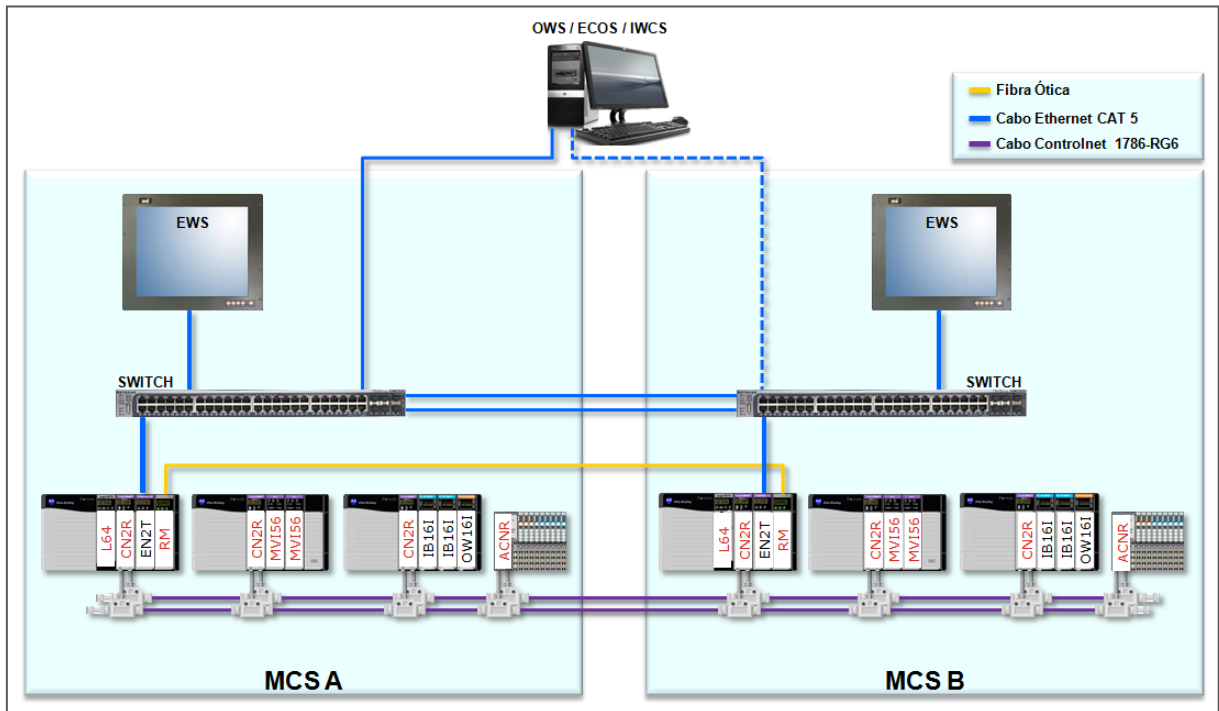 OWS / ECOS / IWCS
Fibra Ótica
Cabo Ethernet CAT 5
Cabo Controlnet 1786-RG6
EWS
EWS
SWITCH
SWITCH
L64
CN2R
EN2T
RM
CN2R
MVI56
MVI56
CN2R
IB16I
IB16I
OW16I
ACNR
L64
CN2R
EN2T
RM
CN2R
MVI56
MVI56
CN2R
IB16I
IB16I
OW16I
ACNR
MCS A
MCS B